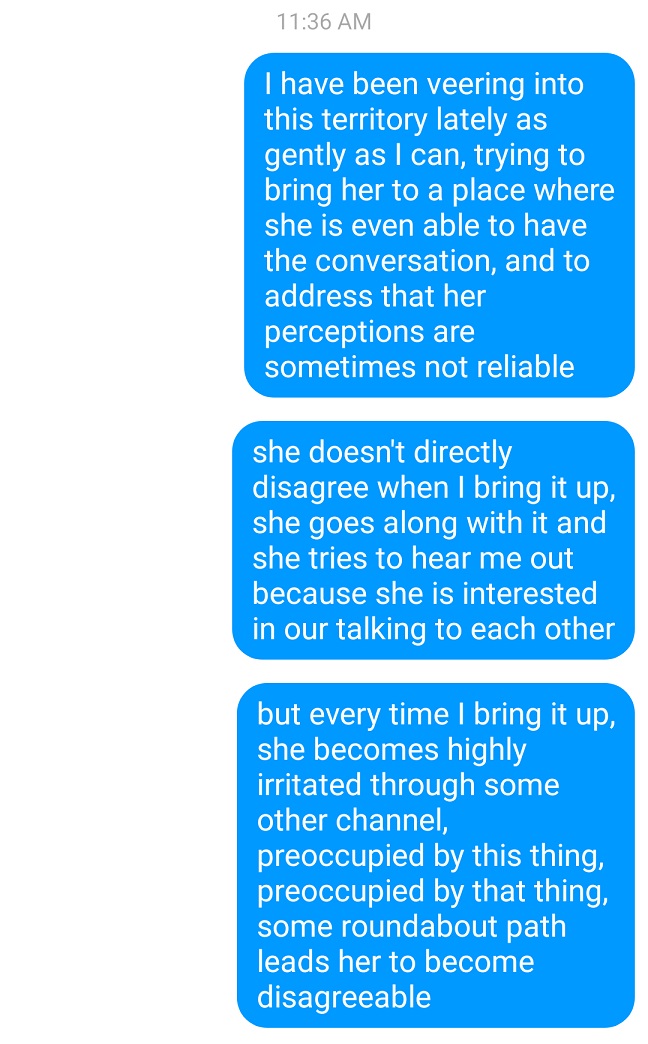 11:36 AM
I have been veering into
this territory lately as
gently as I can, trying to
bring her to a place where
she is even able to have
the conversation, and to
address that her
perceptions are
sometimes not reliable
she doesn't directly
disagree when I bring it up,
she goes along with it and
she tries to hear me out
because she is interested
in our talking to each other
but every time I bring it up,
she becomes highly
irritated through some
other channel,
preoccupied by this thing,
preoccupied by that thing,
some roundabout path
leads her to become
disagreeable